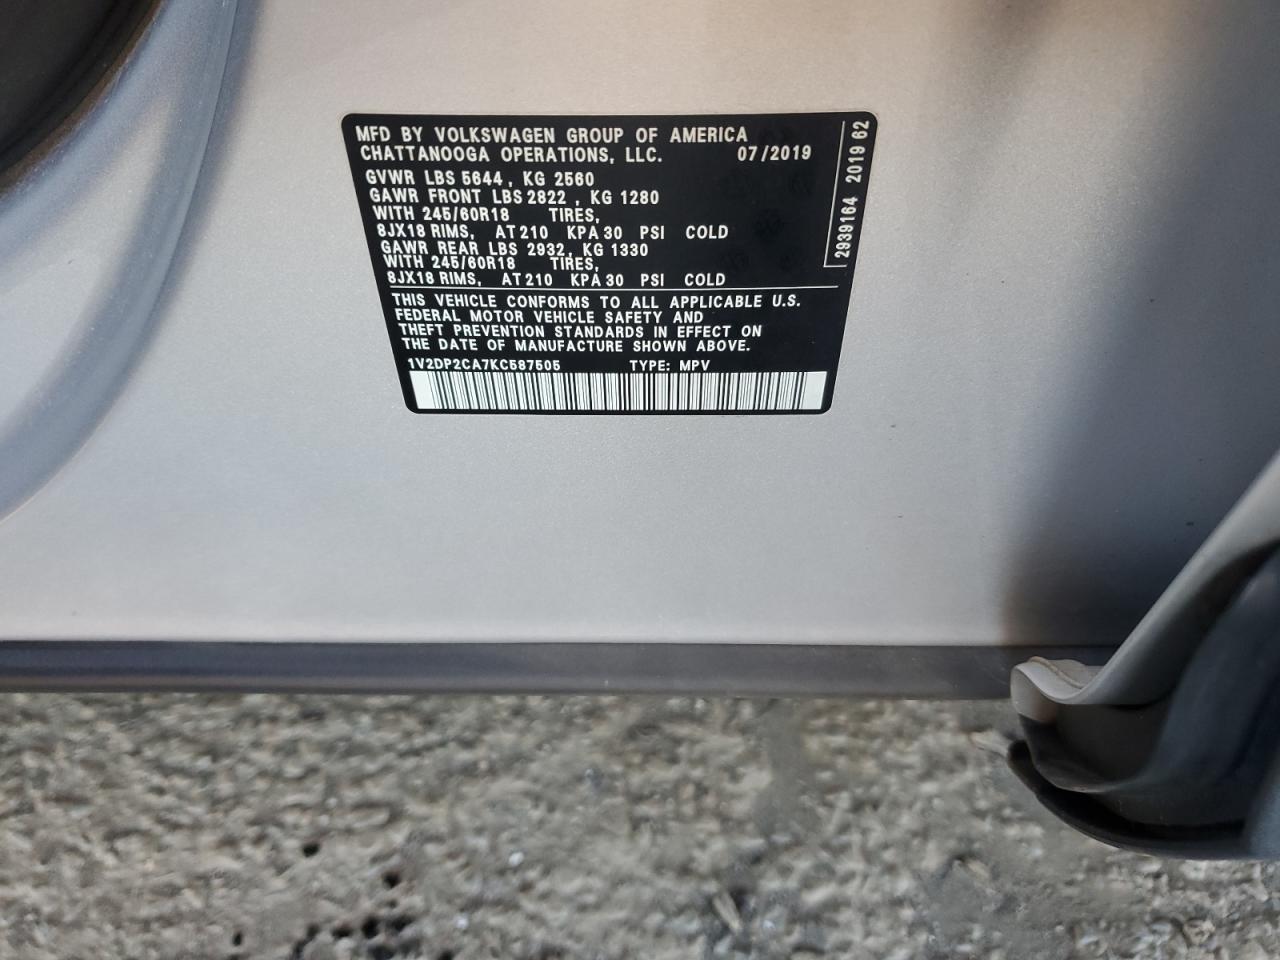 MFD BY VOLKSWAGEN GROUP OF AMERICA
CHATTANOOGA OPERATIONS, LLC. 07/2019
GVWR LBS 5644, KG 2560
GAWR FRONT LBS 2822, KG 1280
WITH 245/60R18 TIRES,
8JX18 RIMS, AT 210 KPA 30 PSI COLD
GAWR REAR LBS 2932, KG 1330
WITH 245/60R18 TIRES,
8JX18 RIMS, AT 210 KPA 30 PSI COLD
THIS VEHICLE CONFORMS TO ALL APPLICABLE U.S.
FEDERAL MOTOR VEHICLE SAFETY AND
THEFT PREVENTION STANDARDS IN EFFECT ON
THE DATE OF MANUFACTURE SHOWN ABOVE.
1V2DP2CA7KC587505 TYPE: MPV
2939164 2019 62